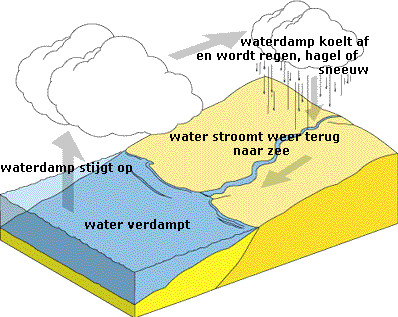 waterdamp koelt af
en wordt regen, hagel of
sneeuw
water stroomt weer terug
naar zee
waterdamp stijgt op
water verdampt